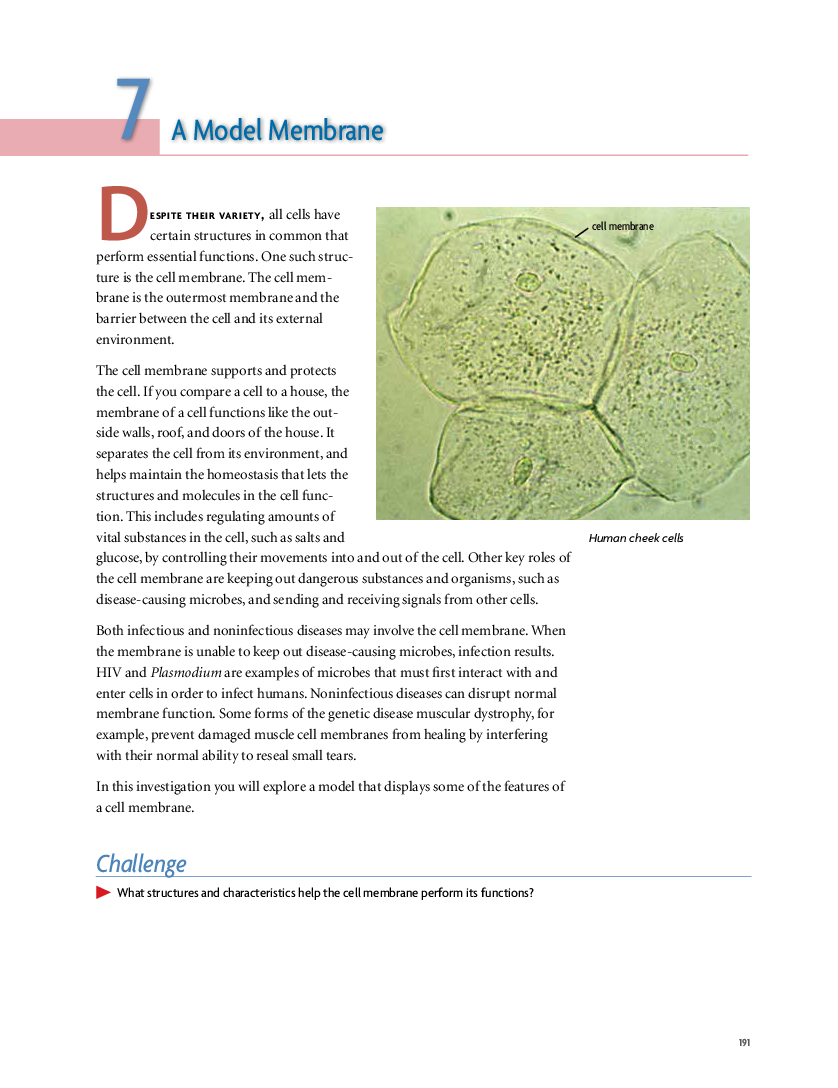 7 A Model Membrane
DESPITE THEIR VARIETY, all cells have
certain structures in common that
perform essential functions. One such struc-
ture is the cell membrane. The cell mem-
brane is the outermost membrane and the
barrier between the cell and its external
environment.
The cell membrane supports and protects
the cell. If you compare a cell to a house, the
membrane of a cell functions like the out-
side walls, roof, and doors of the house. It
separates the cell from its environment, and
helps maintain the homeostasis that lets the
structures and molecules in the cell func-
tion. This includes regulating amounts of
vital substances in the cell, such as salts and
glucose, by controlling their movements into and out of the cell. Other key roles of
the cell membrane are keeping out dangerous substances and organisms, such as
disease-causing microbes, and sending and receiving signals from other cells.
cell membrane
Human cheek cells
Both infectious and noninfectious diseases may involve the cell membrane. When
the membrane is unable to keep out disease-causing microbes, infection results.
HIV and Plasmodium are examples of microbes that must first interact with and
enter cells in order to infect humans. Noninfectious diseases can disrupt normal
membrane function. Some forms of the genetic disease muscular dystrophy, for
example, prevent damaged muscle cell membranes from healing by interfering
with their normal ability to reseal small tears.
In this investigation you will explore a model that displays some of the features of
a cell membrane.
Challenge
What structures and characteristics help the cell membrane perform its functions?
191